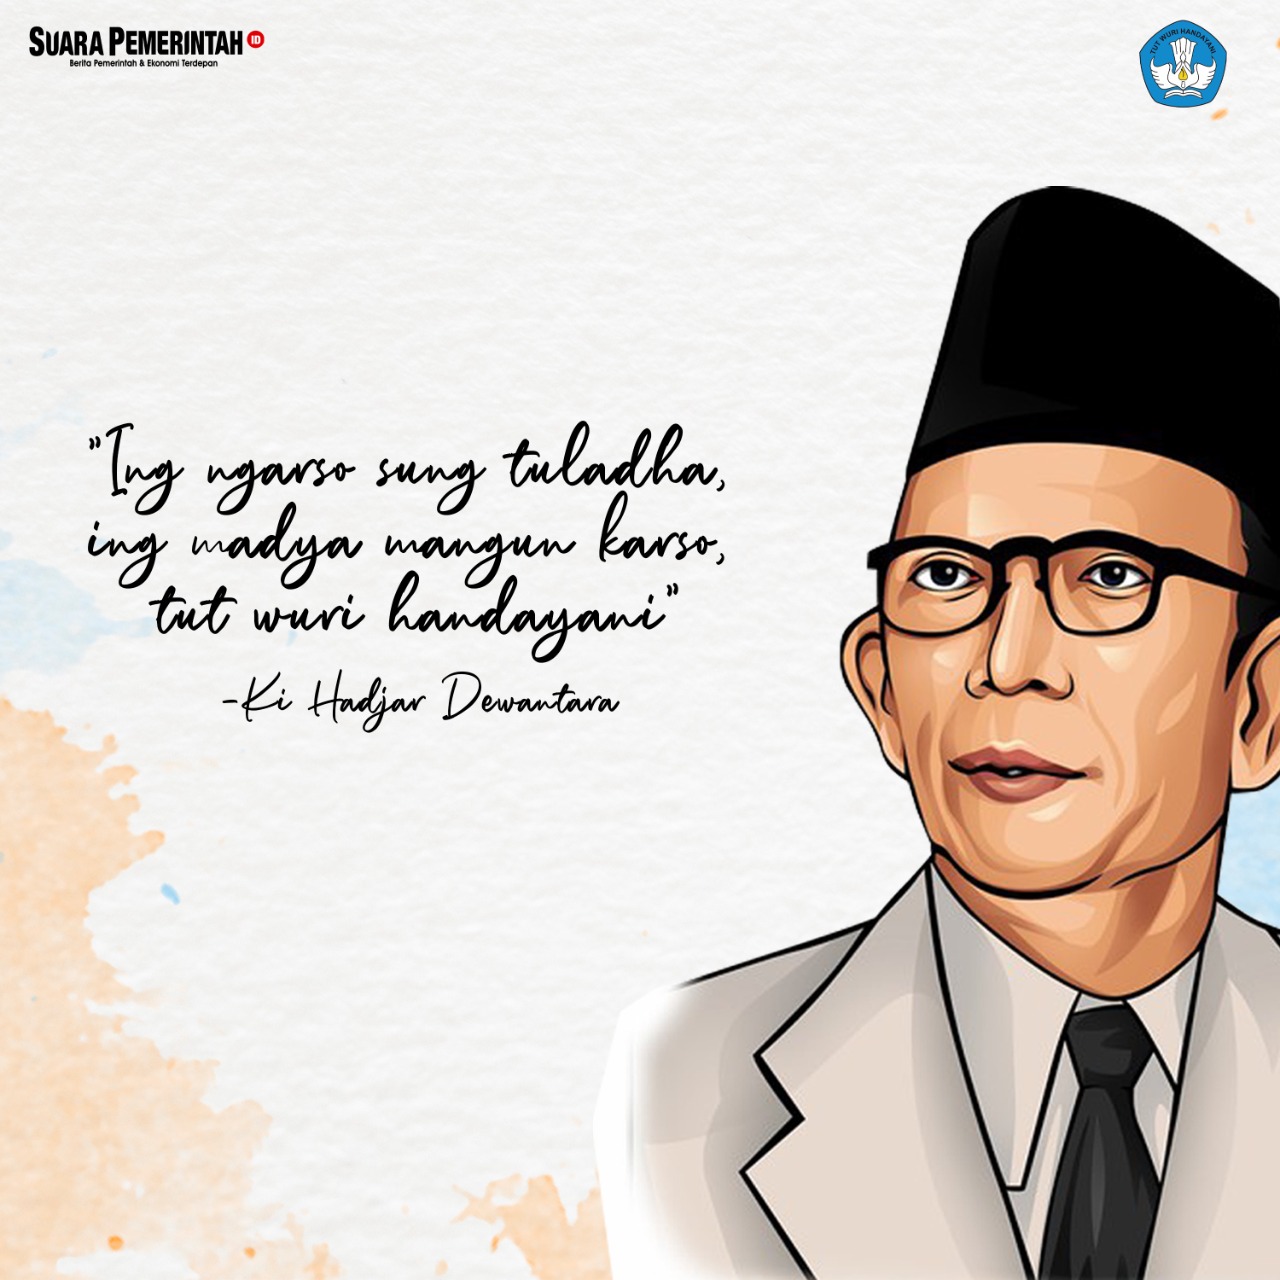 SUARA PEMERINTAH ID
Berita Pemerintah & Ekonomi Terdepan
TUT WURI HANDAYANI
"Ing ngarso sung tuladha,
ing madya mangun karso,
tut wuri handayani"
-Ki Hadjar Dewantara